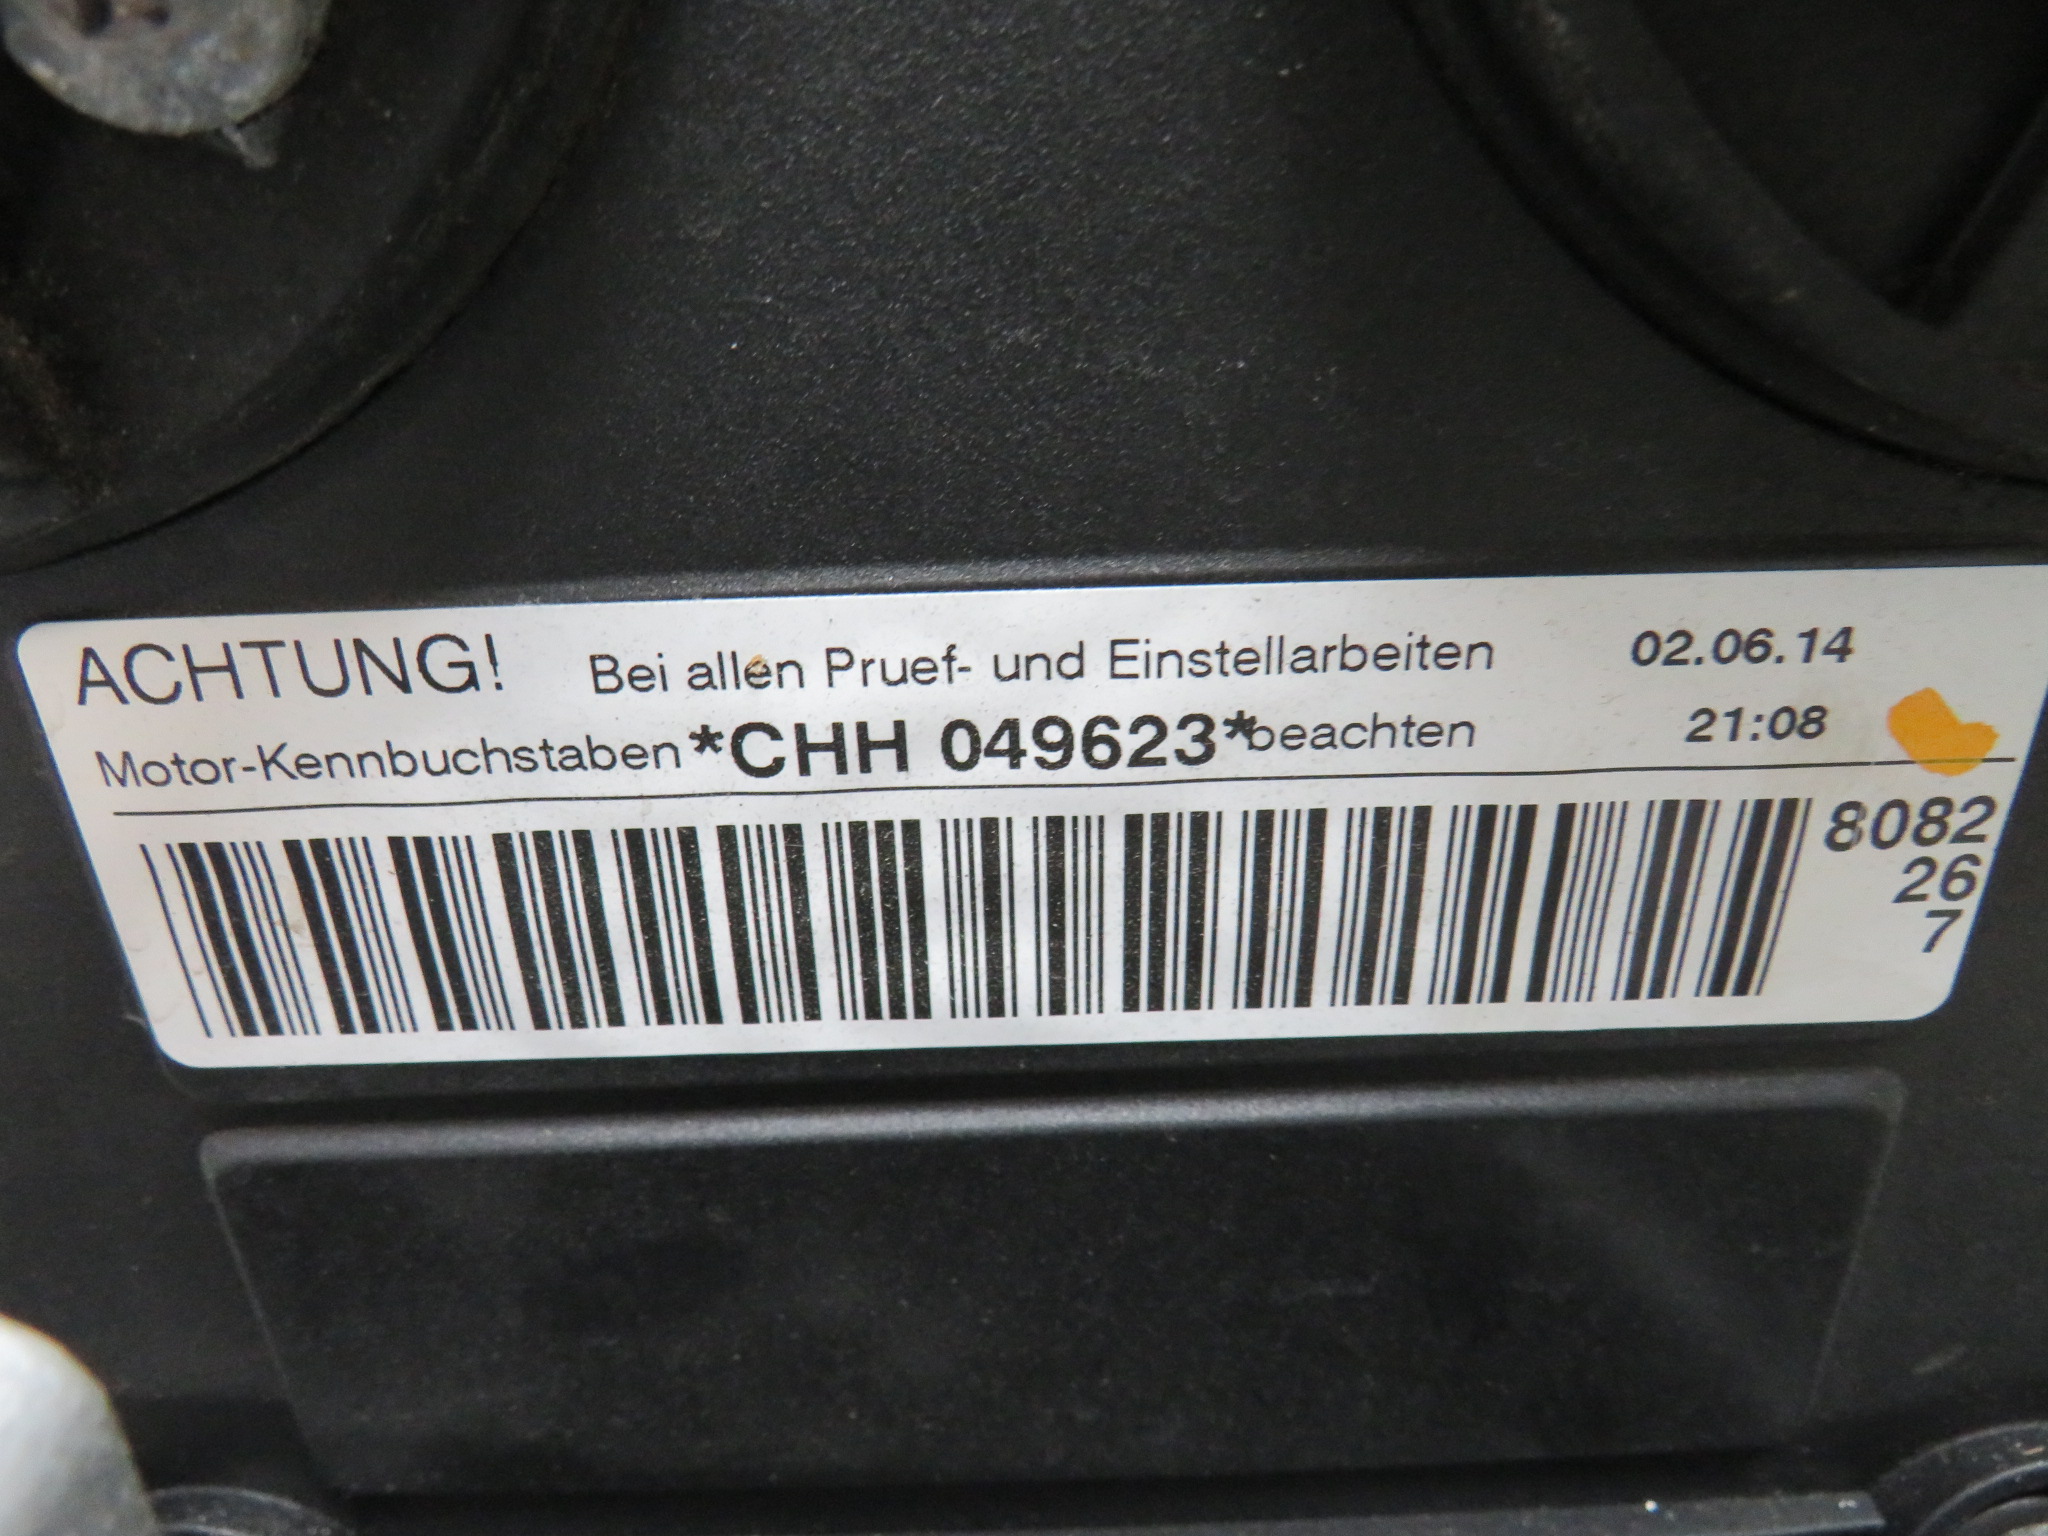 ACHTUNG! Bei allen Pruef- und Einstellarbeiten 02.06.14
Motor-Kennbuchstaben *CHH 049623* beachten 21:08
8082
26
7